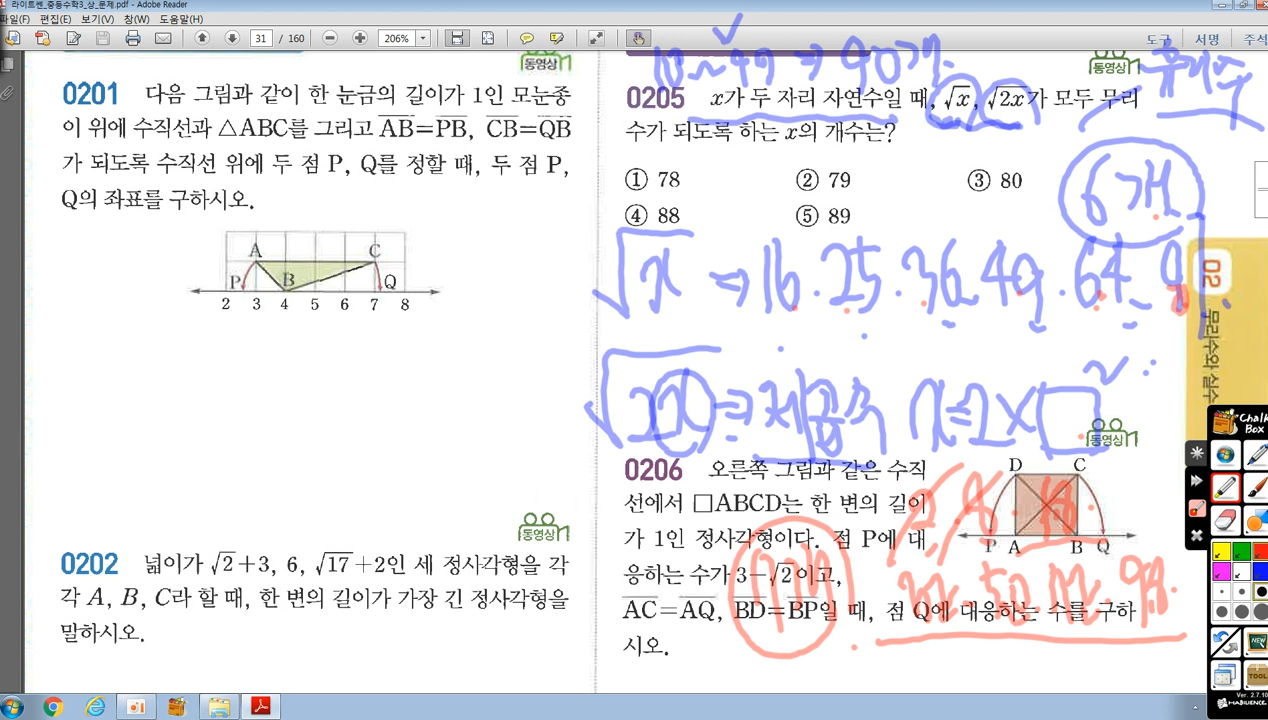 라이트쎈_중등수학3_상_문제.pdf - Adobe Reader
파일(F) 편집(E) 보기(V) 창(W) 도움말(H)
31 / 160 206% 도구 서명 주석
동영상
0201 다음 그림과 같이 한 눈금의 길이가 1인 모눈종
이 위에 수직선과 △ABC를 그리고 AB=PB, CB=QB
가 되도록 수직선 위에 두 점 P, Q를 정할 때, 두 점 P,
Q의 좌표를 구하시오.
A C
P B Q
2 3 4 5 6 7 8
동영상
0202 넓이가 √2+3, 6, √17+2인 세 정사각형을 각
각 A, B, C라 할 때, 한 변의 길이가 가장 긴 정사각형을
말하시오.
10~99 ⇒ 90개
유리수
동영상
0205 x가 두 자리 자연수일 때, √x, √2x가 모두 무리
수가 되도록 하는 x의 개수는?
① 78 ② 79 ③ 80
④ 88 ⑤ 89
6개
√x ⇒ 16. 25. 36. 49. 64.
√2x ⇒ 제곱수 x=2×□²
동영상
0206 오른쪽 그림과 같은 수직
선에서 □ABCD는 한 변의 길이
가 1인 정사각형이다. 점 P에 대
응하는 수가 3-√2이고,
AC=AQ, BD=BP일 때, 점 Q에 대응하는 수를 구하
시오.
D C
P A B Q
18.
50. 98.
02 무리수와 실수
Chalk
Box
NEW
TOOL
Ver. 2.7.10